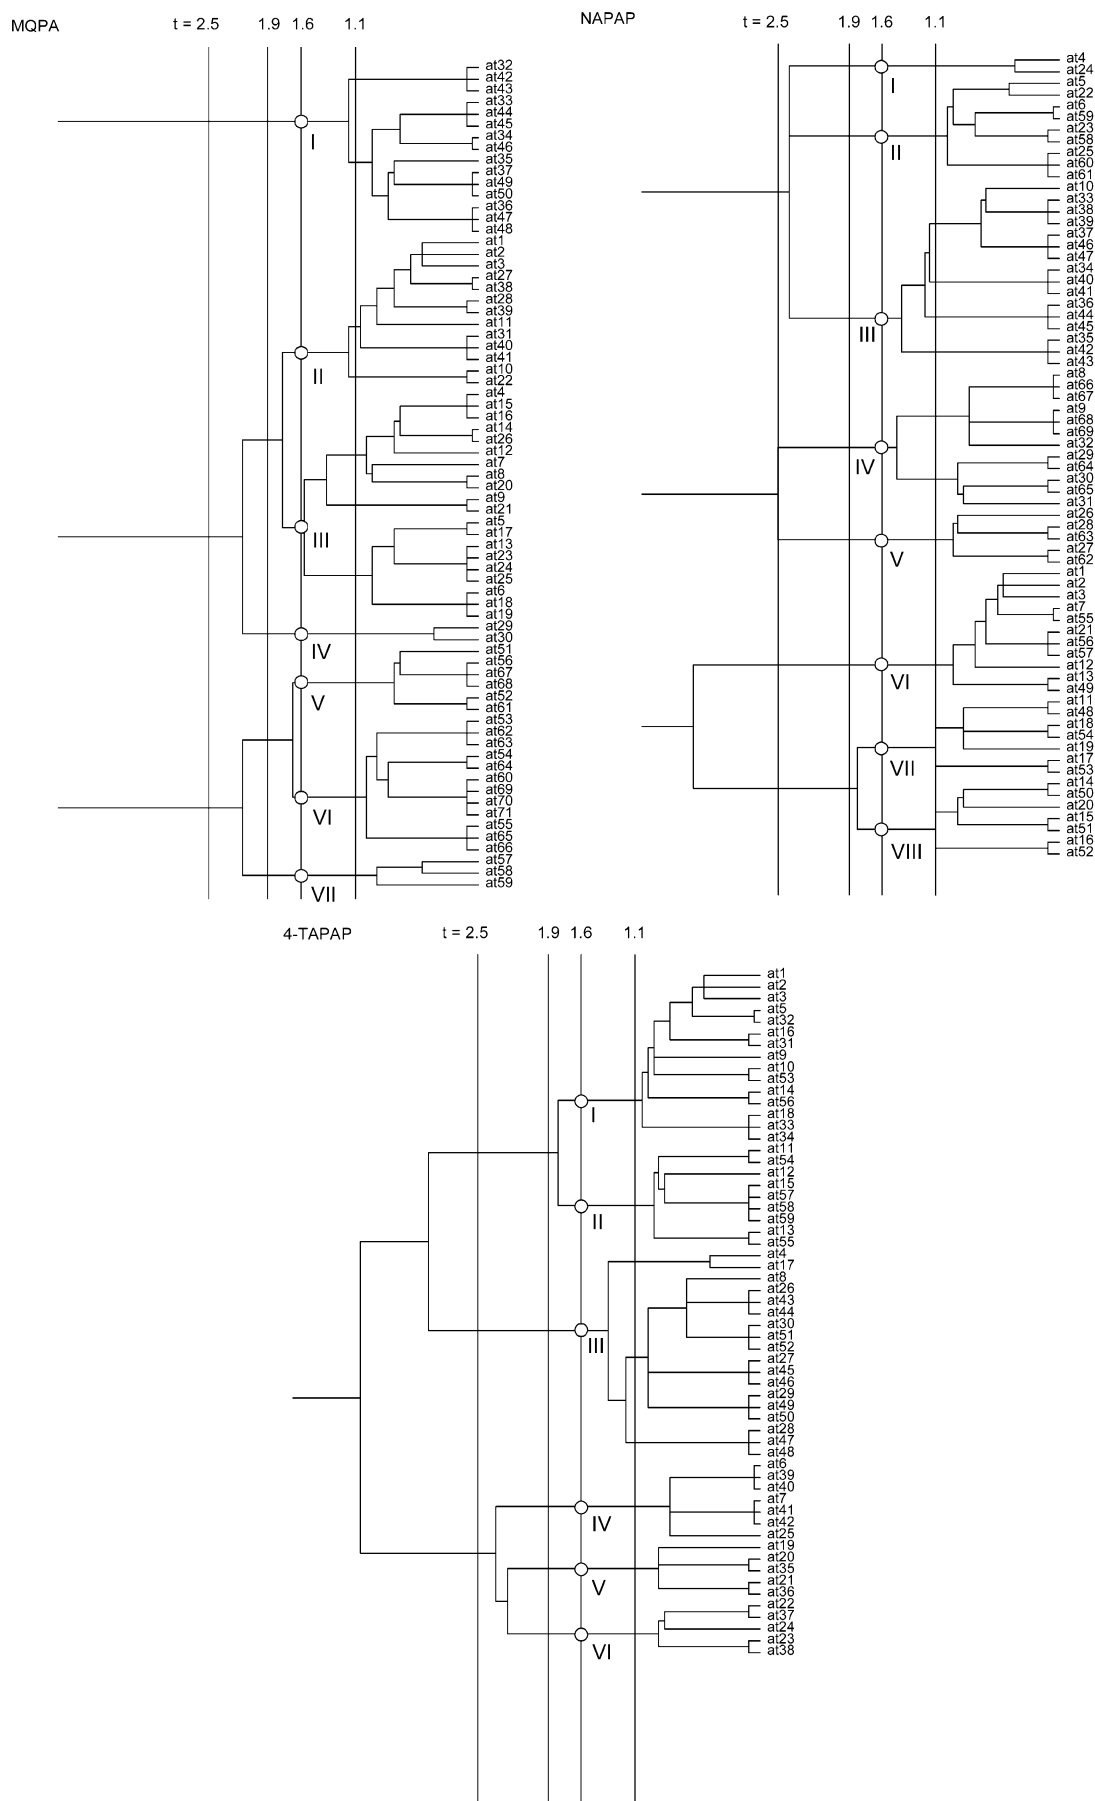 MQPA
t = 2.5 1.9 1.6 1.1
at32
at42
at43
at33
at44
at45
I
at34
at46
at35
at37
at49
at50
at36
at47
at48
at1
at2
at3
at27
at38
at28
at39
at11
at31
at40
at41
II
at10
at22
at4
at15
at16
at14
at26
at12
at7
at8
at20
at9
at21
at5
at17
III
at13
at23
at24
at25
at6
at18
at19
at29
at30
IV
at51
at56
at67
at68
V
at52
at61
at53
at62
at63
at54
at64
at60
at69
at70
at71
VI
at55
at65
at66
at57
at58
at59
VII
NAPAP
t = 2.5 1.9 1.6 1.1
at4
at24
I
at5
at22
at6
at59
at23
at58
II
at25
at60
at61
at10
at33
at38
at39
at37
at46
at47
at34
at40
at41
at36
at44
at45
III
at35
at42
at43
at8
at66
at67
at9
at68
at69
at32
at29
at64
IV
at30
at65
at31
at26
at28
at63
at27
at62
V
at1
at2
at3
at7
at55
at21
at56
at57
at12
at13
at49
VI
at11
at48
at18
at54
at19
at17
at53
VII
at14
at50
at20
at15
at51
at16
at52
VIII
4-TAPAP
t = 2.5 1.9 1.6 1.1
at1
at2
at3
at5
at32
at16
at31
at9
at10
at53
at14
at56
I
at18
at33
at34
at11
at54
at12
at15
at57
at58
at59
II
at13
at55
at4
at17
at8
at26
at43
at44
at30
at51
at52
III
at27
at45
at46
at29
at49
at50
at28
at47
at48
at6
at39
at40
at7
at41
at42
IV
at25
at19
at20
at35
at21
at36
V
at22
at37
at24
at23
at38
VI